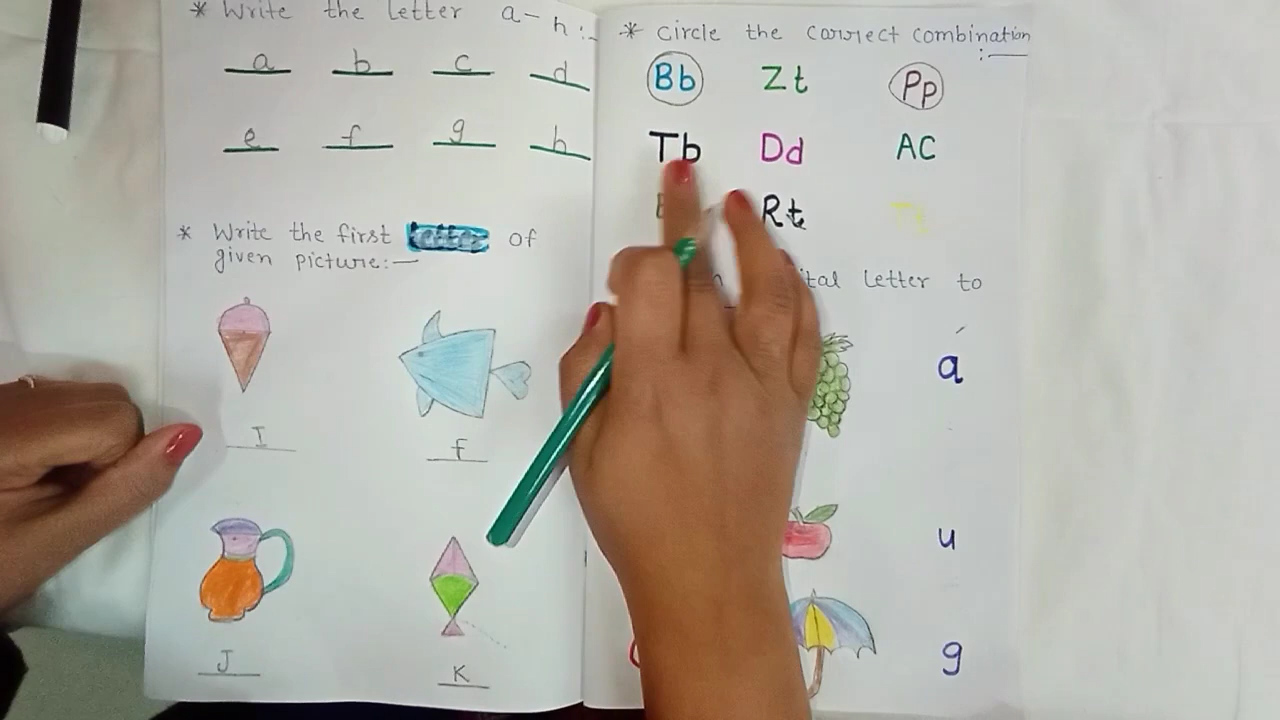 * Write the letter a-h:-
a b c d
e f g h
* Write the first letter of
given picture:-
I f
J K
* Circle the correct combination
:-
Bb Zt Pp
Tb Dd AC
Rt Tt
ital letter to
a
u
g